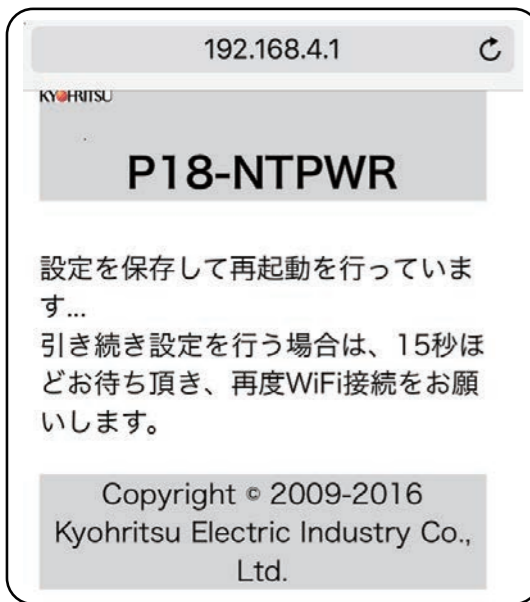 192.168.4.1
KYOHRITSU
P18-NTPWR
設定を保存して再起動を行っていま
す...
引き続き設定を行う場合は、15秒ほ
どお待ち頂き、再度WiFi接続をお願
いします。
Copyright © 2009-2016
Kyohritsu Electric Industry Co.,
Ltd.